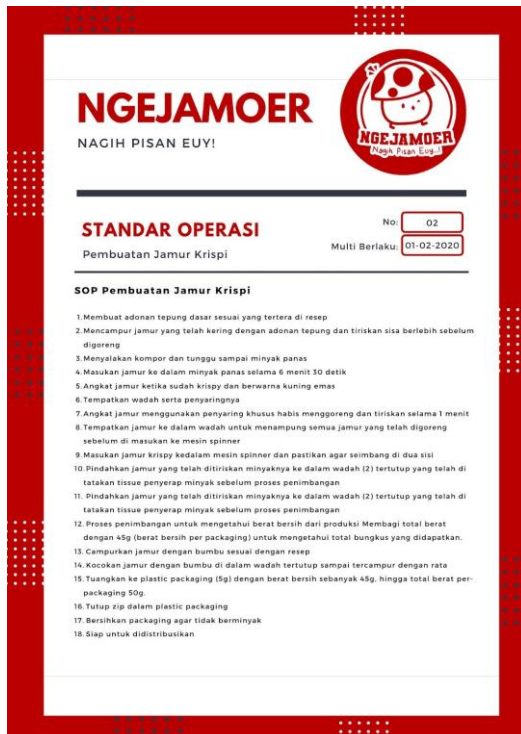 NGEJAMOER
NAGIH PISAN EUY!
NGEJAMOER
Nagih Pisan Euy..!
STANDAR OPERASI
Pembuatan Jamur Krispi
No: 02
Multi Berlaku: 01-02-2020
SOP Pembuatan Jamur Krispi
1. Membuat adonan tepung dasar sesuai yang tertera di resep
2. Mencampur jamur yang telah kering dengan adonan tepung dan tiriskan sisa berlebih sebelum
digoreng
3. Menyalakan kompor dan tunggu sampai minyak panas
4. Masukan jamur ke dalam minyak panas selama 6 menit 30 detik
5. Angkat jamur ketika sudah krispy dan berwarna kuning emas
6. Tempatkan wadah serta penyaringnya
7. Angkat jamur menggunakan penyaring khusus habis menggoreng dan tiriskan selama 1 menit
8. Tempatkan jamur ke dalam wadah untuk menampung semua jamur yang telah digoreng
sebelum di masukan ke mesin spinner
9. Masukan jamur krispy kedalam mesin spinner dan pastikan agar seimbang di dua sisi
10. Pindahkan jamur yang telah ditiriskan minyaknya ke dalam wadah (2) tertutup yang telah di
tatakan tissue penyerap minyak sebelum proses penimbangan
11. Pindahkan jamur yang telah ditiriskan minyaknya ke dalam wadah (2) tertutup yang telah di
tatakan tissue penyerap minyak sebelum proses penimbangan
12. Proses penimbangan untuk mengetahui berat bersih dari produksi Membagi total berat
dengan 45g (berat bersih per packaging) untuk mengetahui total bungkus yang didapatkan.
13. Campurkan jamur dengan bumbu sesuai dengan resep
14. Kocokan jamur dengan bumbu di dalam wadah tertutup sampai tercampur dengan rata
15. Tuangkan ke plastic packaging (5g) dengan berat bersih sebanyak 45g, hingga total berat per-
packaging 50g.
16. Tutup zip dalam plastic packaging
17. Bersihkan packaging agar tidak berminyak
18. Siap untuk didistribusikan